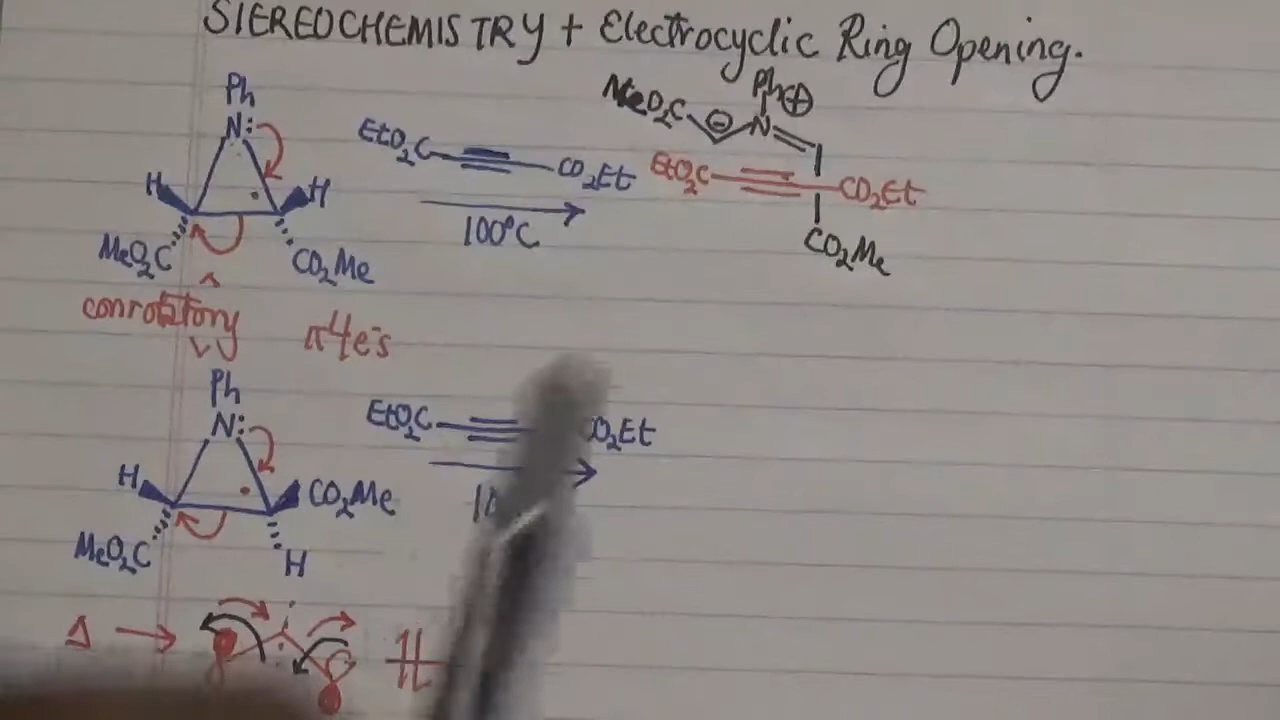 STEREOCHEMISTRY + Electrocyclic Ring Opening.
Ph
N:
H
H
MeO₂C
CO₂Me
EtO₂C
CO₂Et
100°C
MeO₂C
⊖
Ph⊕
N
EtO₂C
CO₂Et
CO₂Me
conrotatory π4e's
Ph
N:
H
CO₂Me
MeO₂C
H
EtO₂C
CO₂Et
Δ